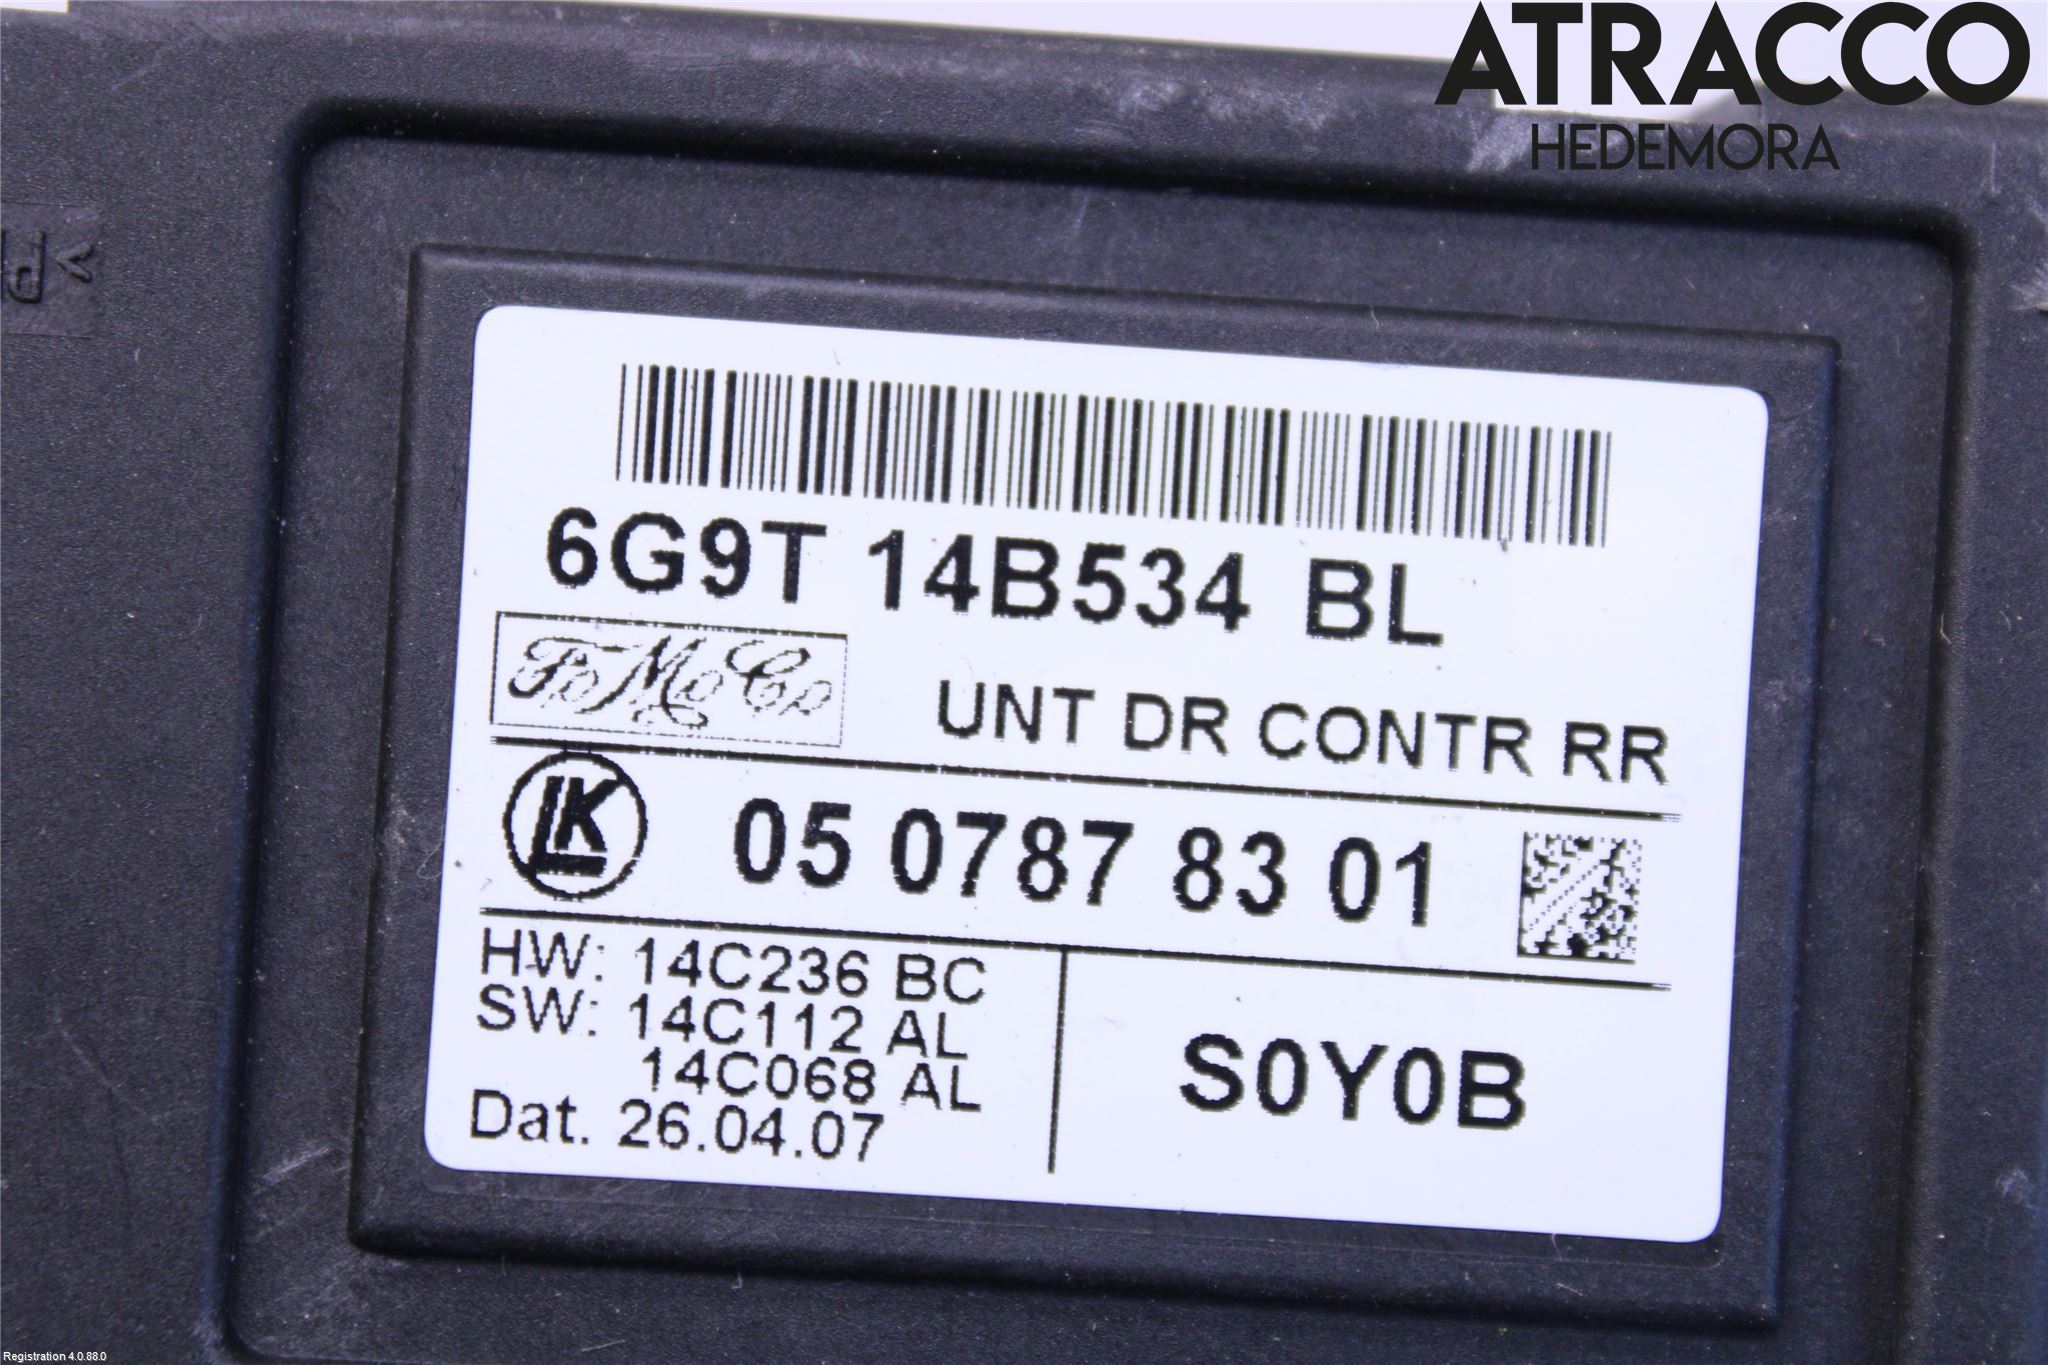 ATRACCO
HEDEMORA
6G9T 14B534 BL
FoMoCo
UNT DR CONTR RR
LK
05 0787 83 01
HW: 14C236 BC
SW: 14C112 AL
14C068 AL
Dat. 26.04.07
S0Y0B
Registration 4.0.88.0